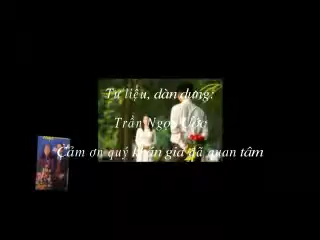 Tư liệu, dàn dựng:
Trần Ngọc
Cảm ơn quý khán giả đã quan tâm